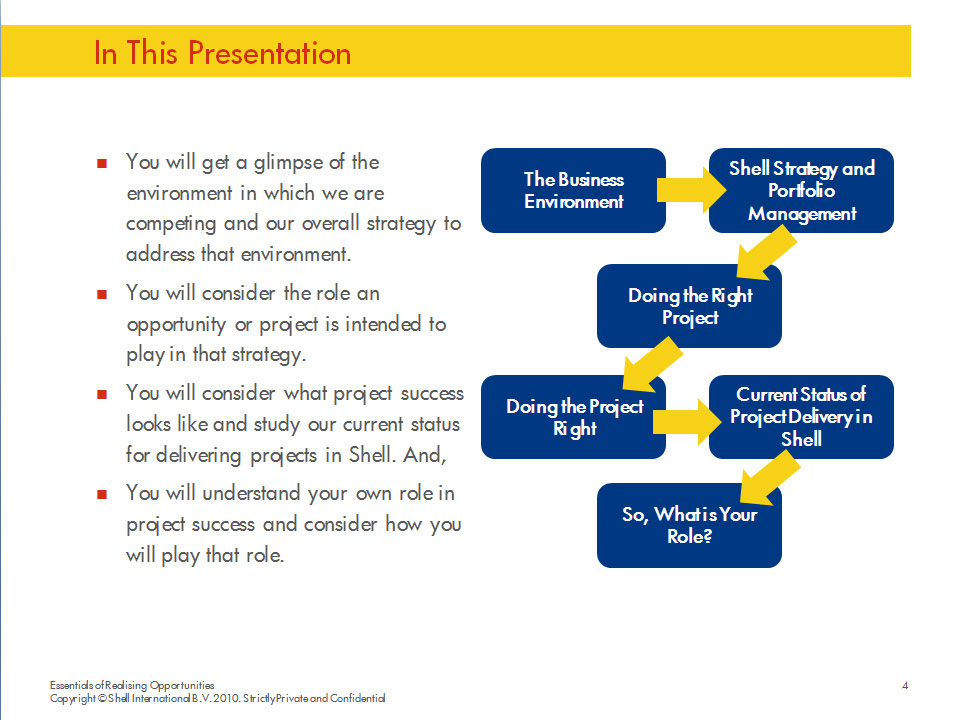 In This Presentation
You will get a glimpse of the
environment in which we are
competing and our overall strategy to
address that environment.
You will consider the role an
opportunity or project is intended to
play in that strategy.
You will consider what project success
looks like and study our current status
for delivering projects in Shell. And,
You will understand your own role in
project success and consider how you
will play that role.
The Business
Environment
Shell Strategy and
Portfolio
Management
Doing the Right
Project
Doing the Project
Right
Current Status of
Project Delivery in
Shell
So, What is Your
Role?
Essentials of Realising Opportunities
Copyright © Shell International B.V. 2010. Strictly Private and Confidential
4